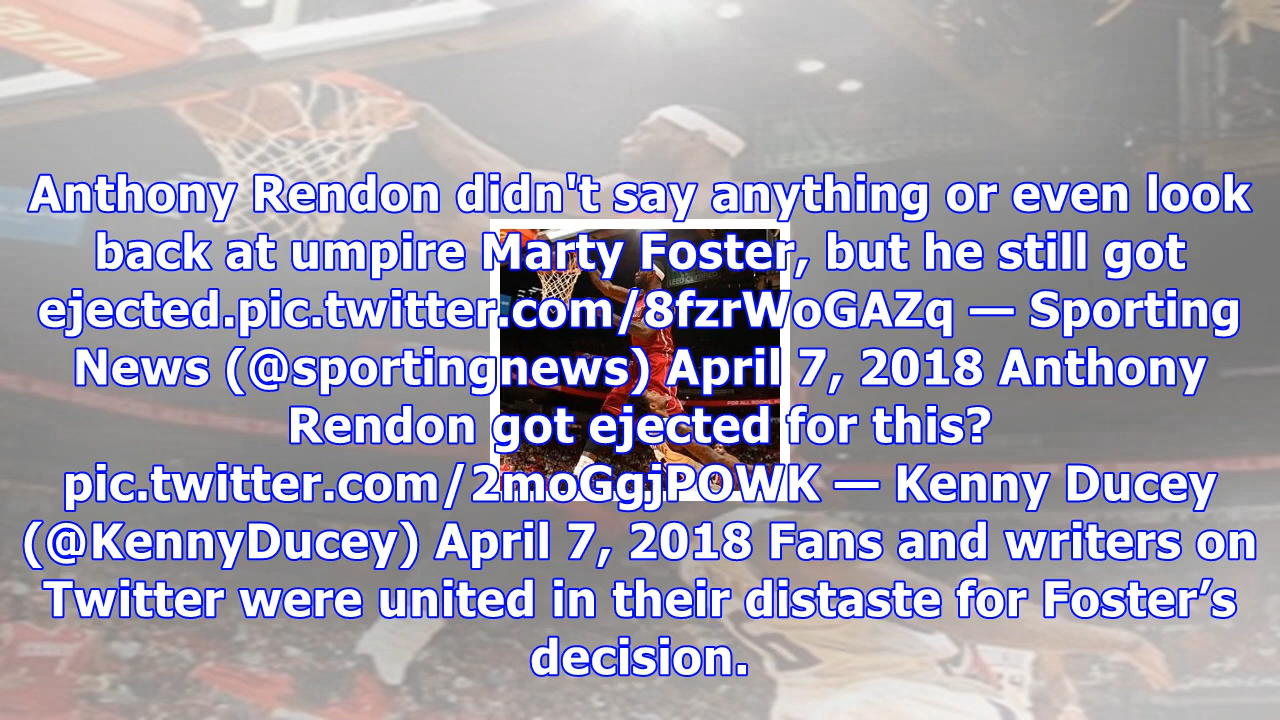 Anthony Rendon didn't say anything or even look
back at umpire Marty Foster, but he still got
ejected.pic.twitter.com/8fzrWoGAZq — Sporting
News (@sportingnews) April 7, 2018 Anthony
Rendon got ejected for this?
pic.twitter.com/2moGgjPOWK — Kenny Ducey
(@KennyDucey) April 7, 2018 Fans and writers on
Twitter were united in their distaste for Foster’s
decision.